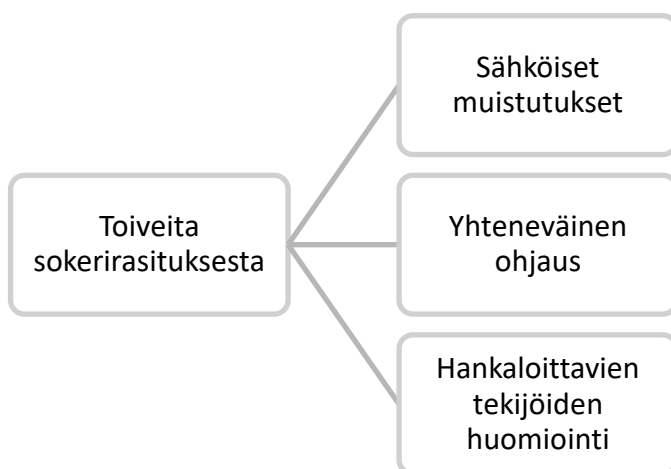 Toiveita
sokerirasituksesta
Sähköiset
muistutukset
Yhteneväinen
ohjaus
Hankaloittavien
tekijöiden
huomiointi